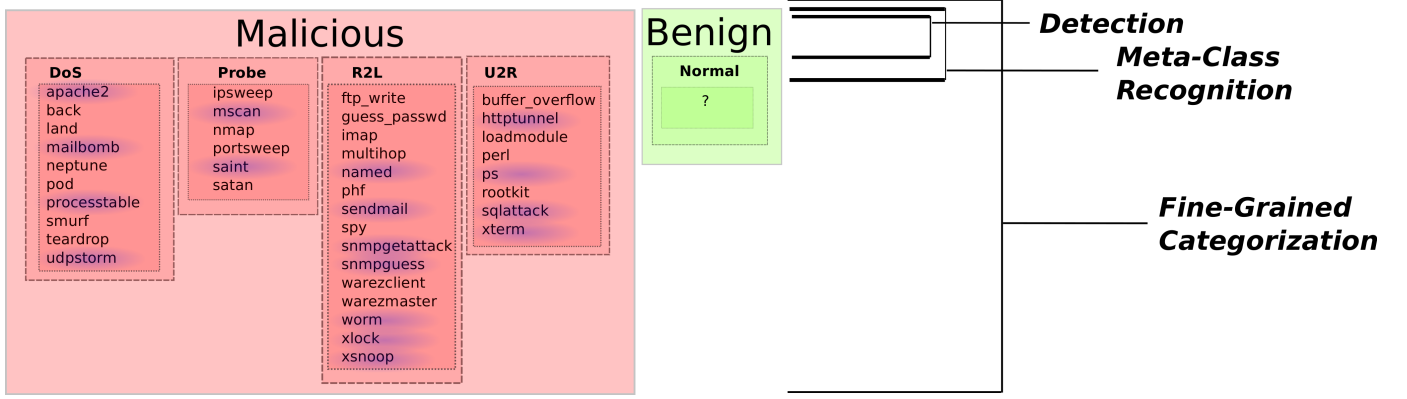 Malicious
DoS
apache2
back
land
mailbomb
neptune
pod
processtable
smurf
teardrop
udpstorm
Probe
ipsweep
mscan
nmap
portsweep
saint
satan
R2L
ftp_write
guess_passwd
imap
multihop
named
phf
sendmail
spy
snmpgetattack
snmpguess
warezclient
warezmaster
worm
xlock
xsnoop
U2R
buffer_overflow
httptunnel
loadmodule
perl
ps
rootkit
sqlattack
xterm
Benign
Normal
?
Detection
Meta-Class
Recognition
Fine-Grained
Categorization